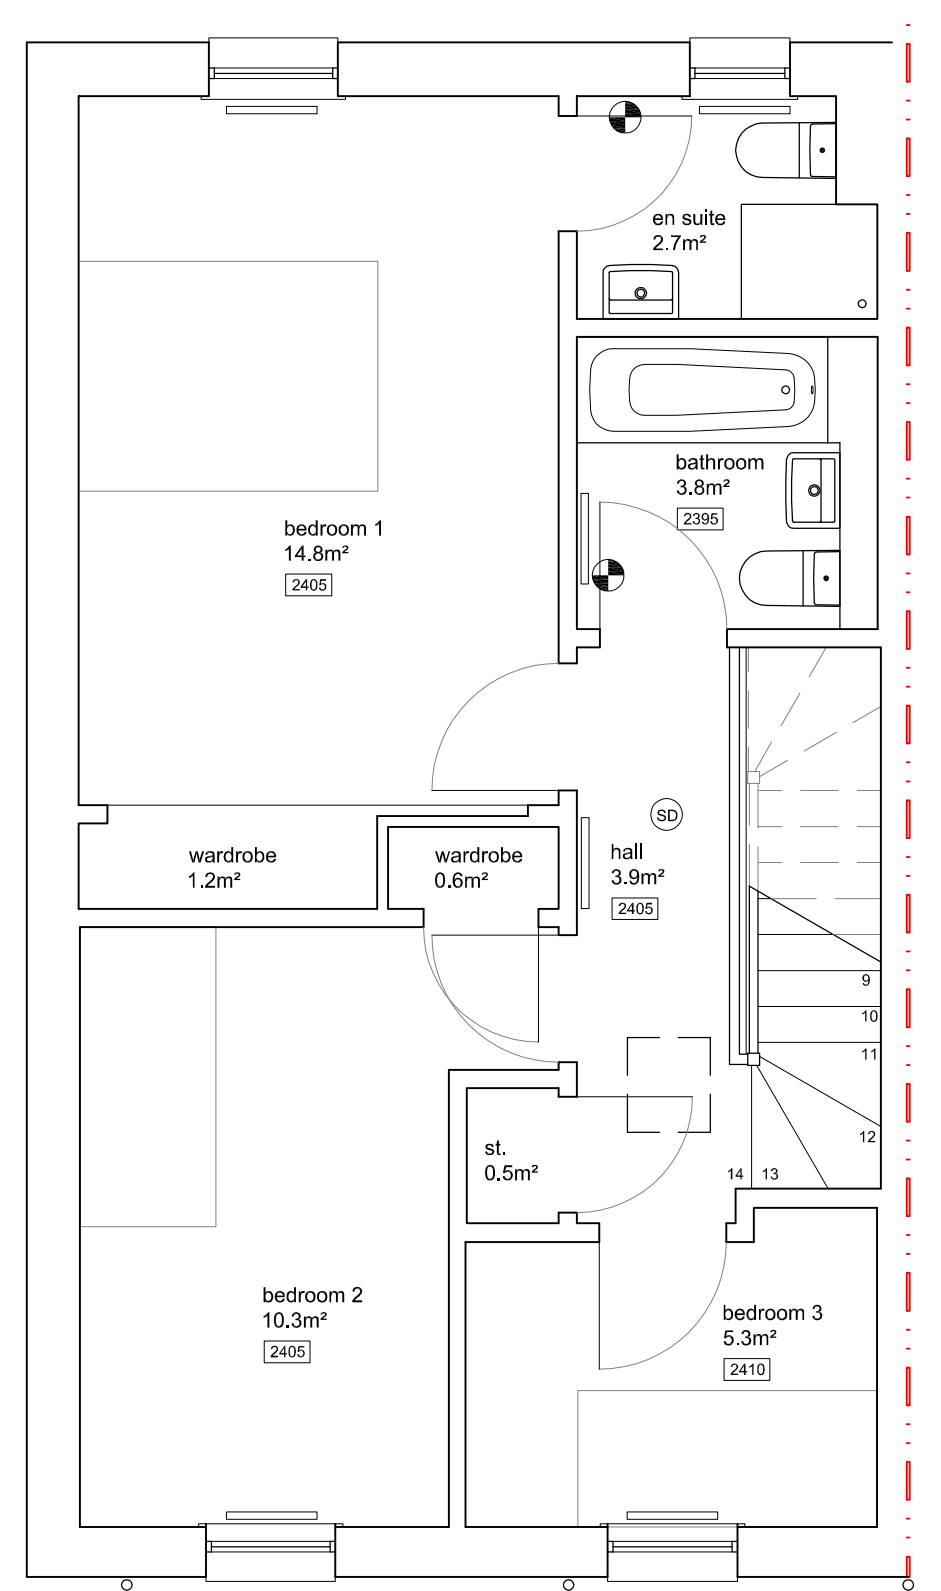 en suite
2.7m²
bathroom
3.8m²
2395
bedroom 1
14.8m²
2405
SD
wardrobe
1.2m²
wardrobe
0.6m²
hall
3.9m²
2405
9
10
11
12
14 13
st.
0.5m²
bedroom 2
10.3m²
2405
bedroom 3
5.3m²
2410